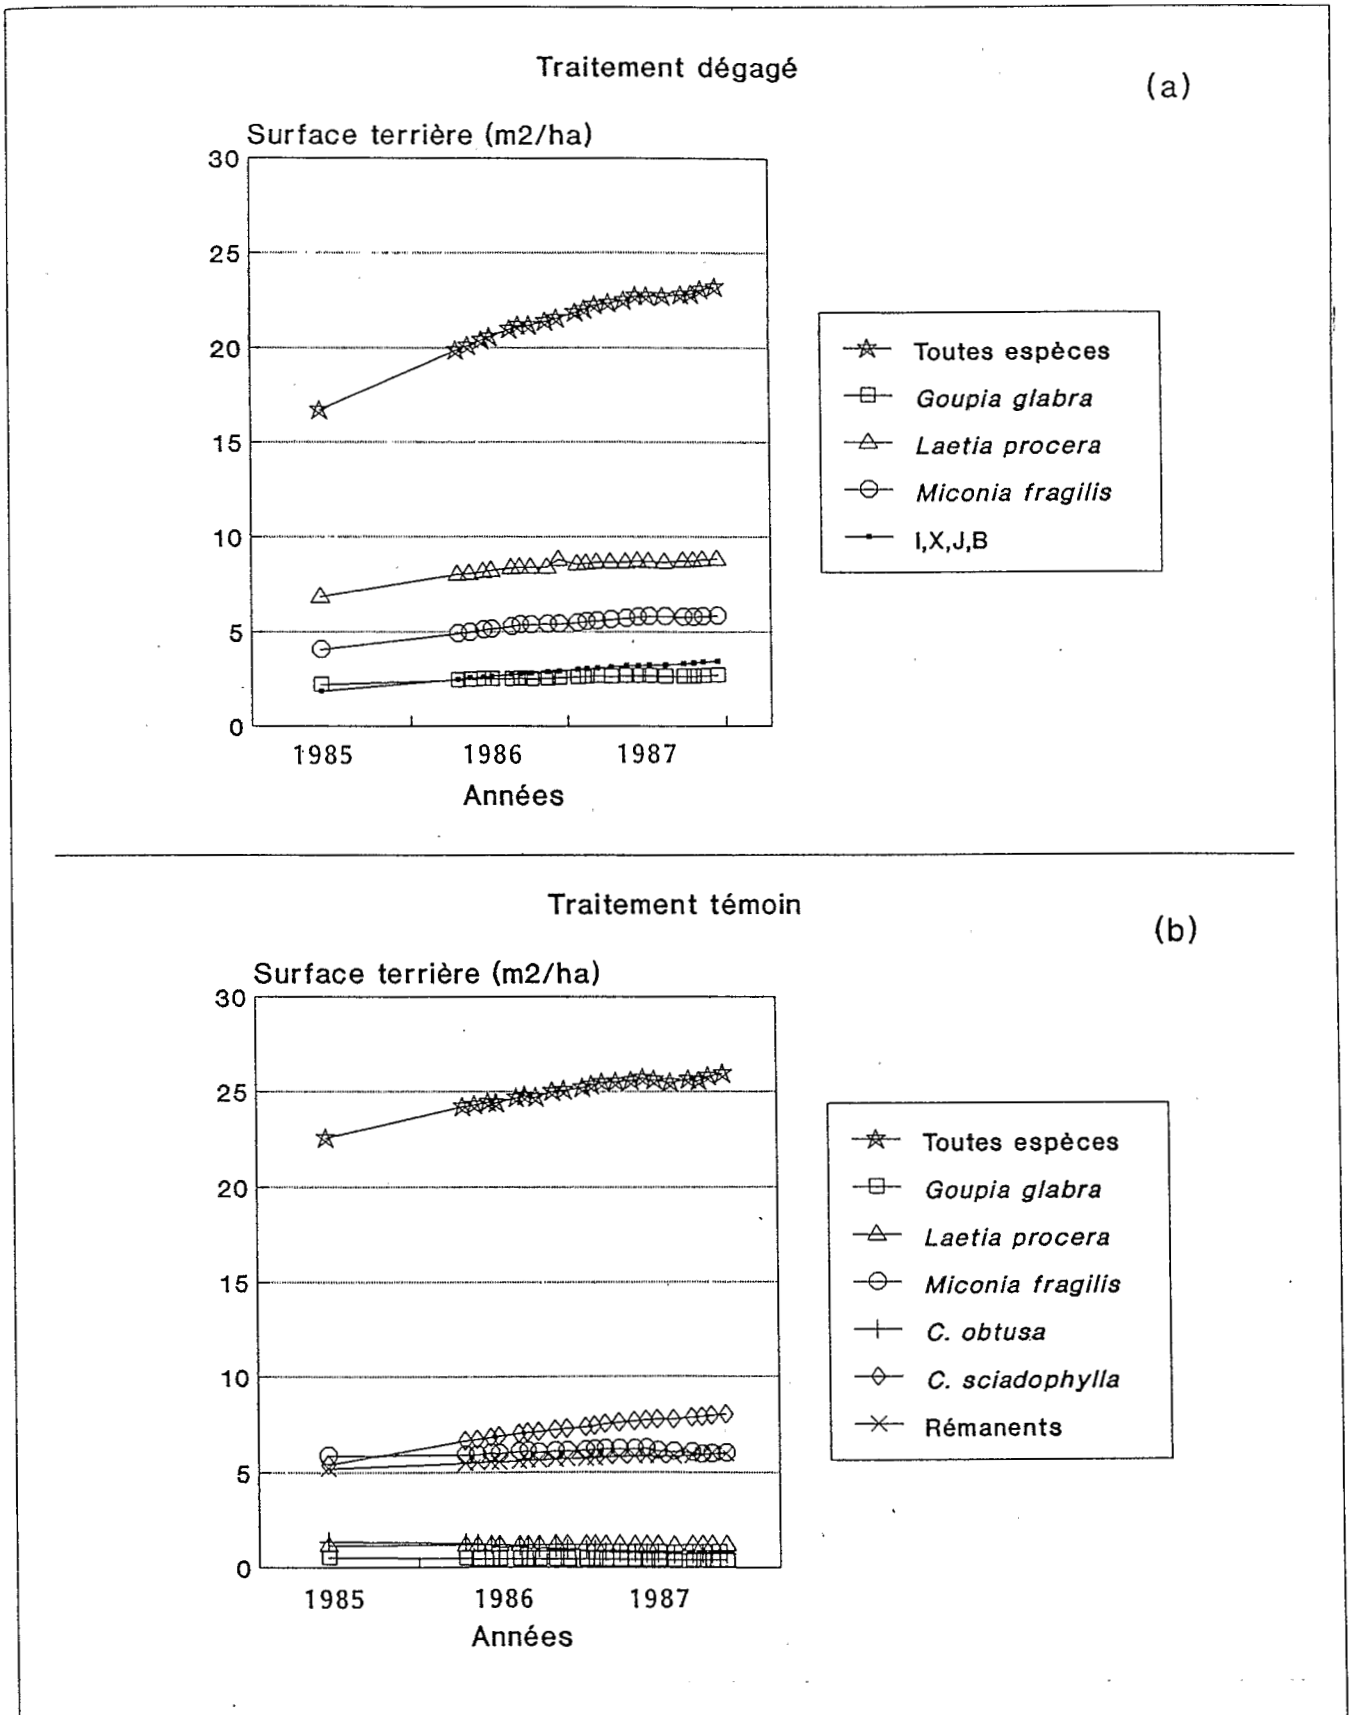 Traitement dégagé
(a)
Surface terrière (m2/ha)
30
25
20
15
10
5
0
1985 1986 1987
Années
Toutes espèces
Goupia glabra
Laetia procera
Miconia fragilis
I,X,J,B
Traitement témoin
(b)
Surface terrière (m2/ha)
30
25
20
15
10
5
0
1985 1986 1987
Années
Toutes espèces
Goupia glabra
Laetia procera
Miconia fragilis
C. obtusa
C. sciadophylla
Rémanents